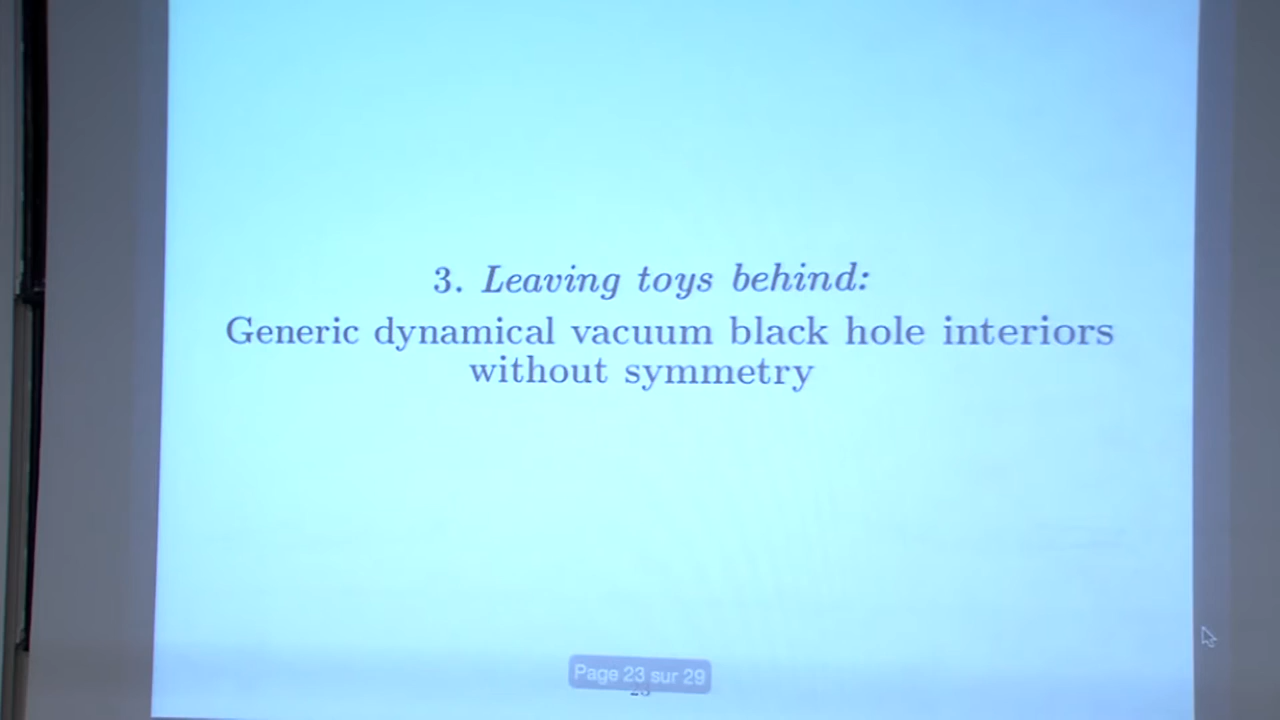 3. Leaving toys behind:
Generic dynamical vacuum black hole interiors
without symmetry
Page 23 sur 29